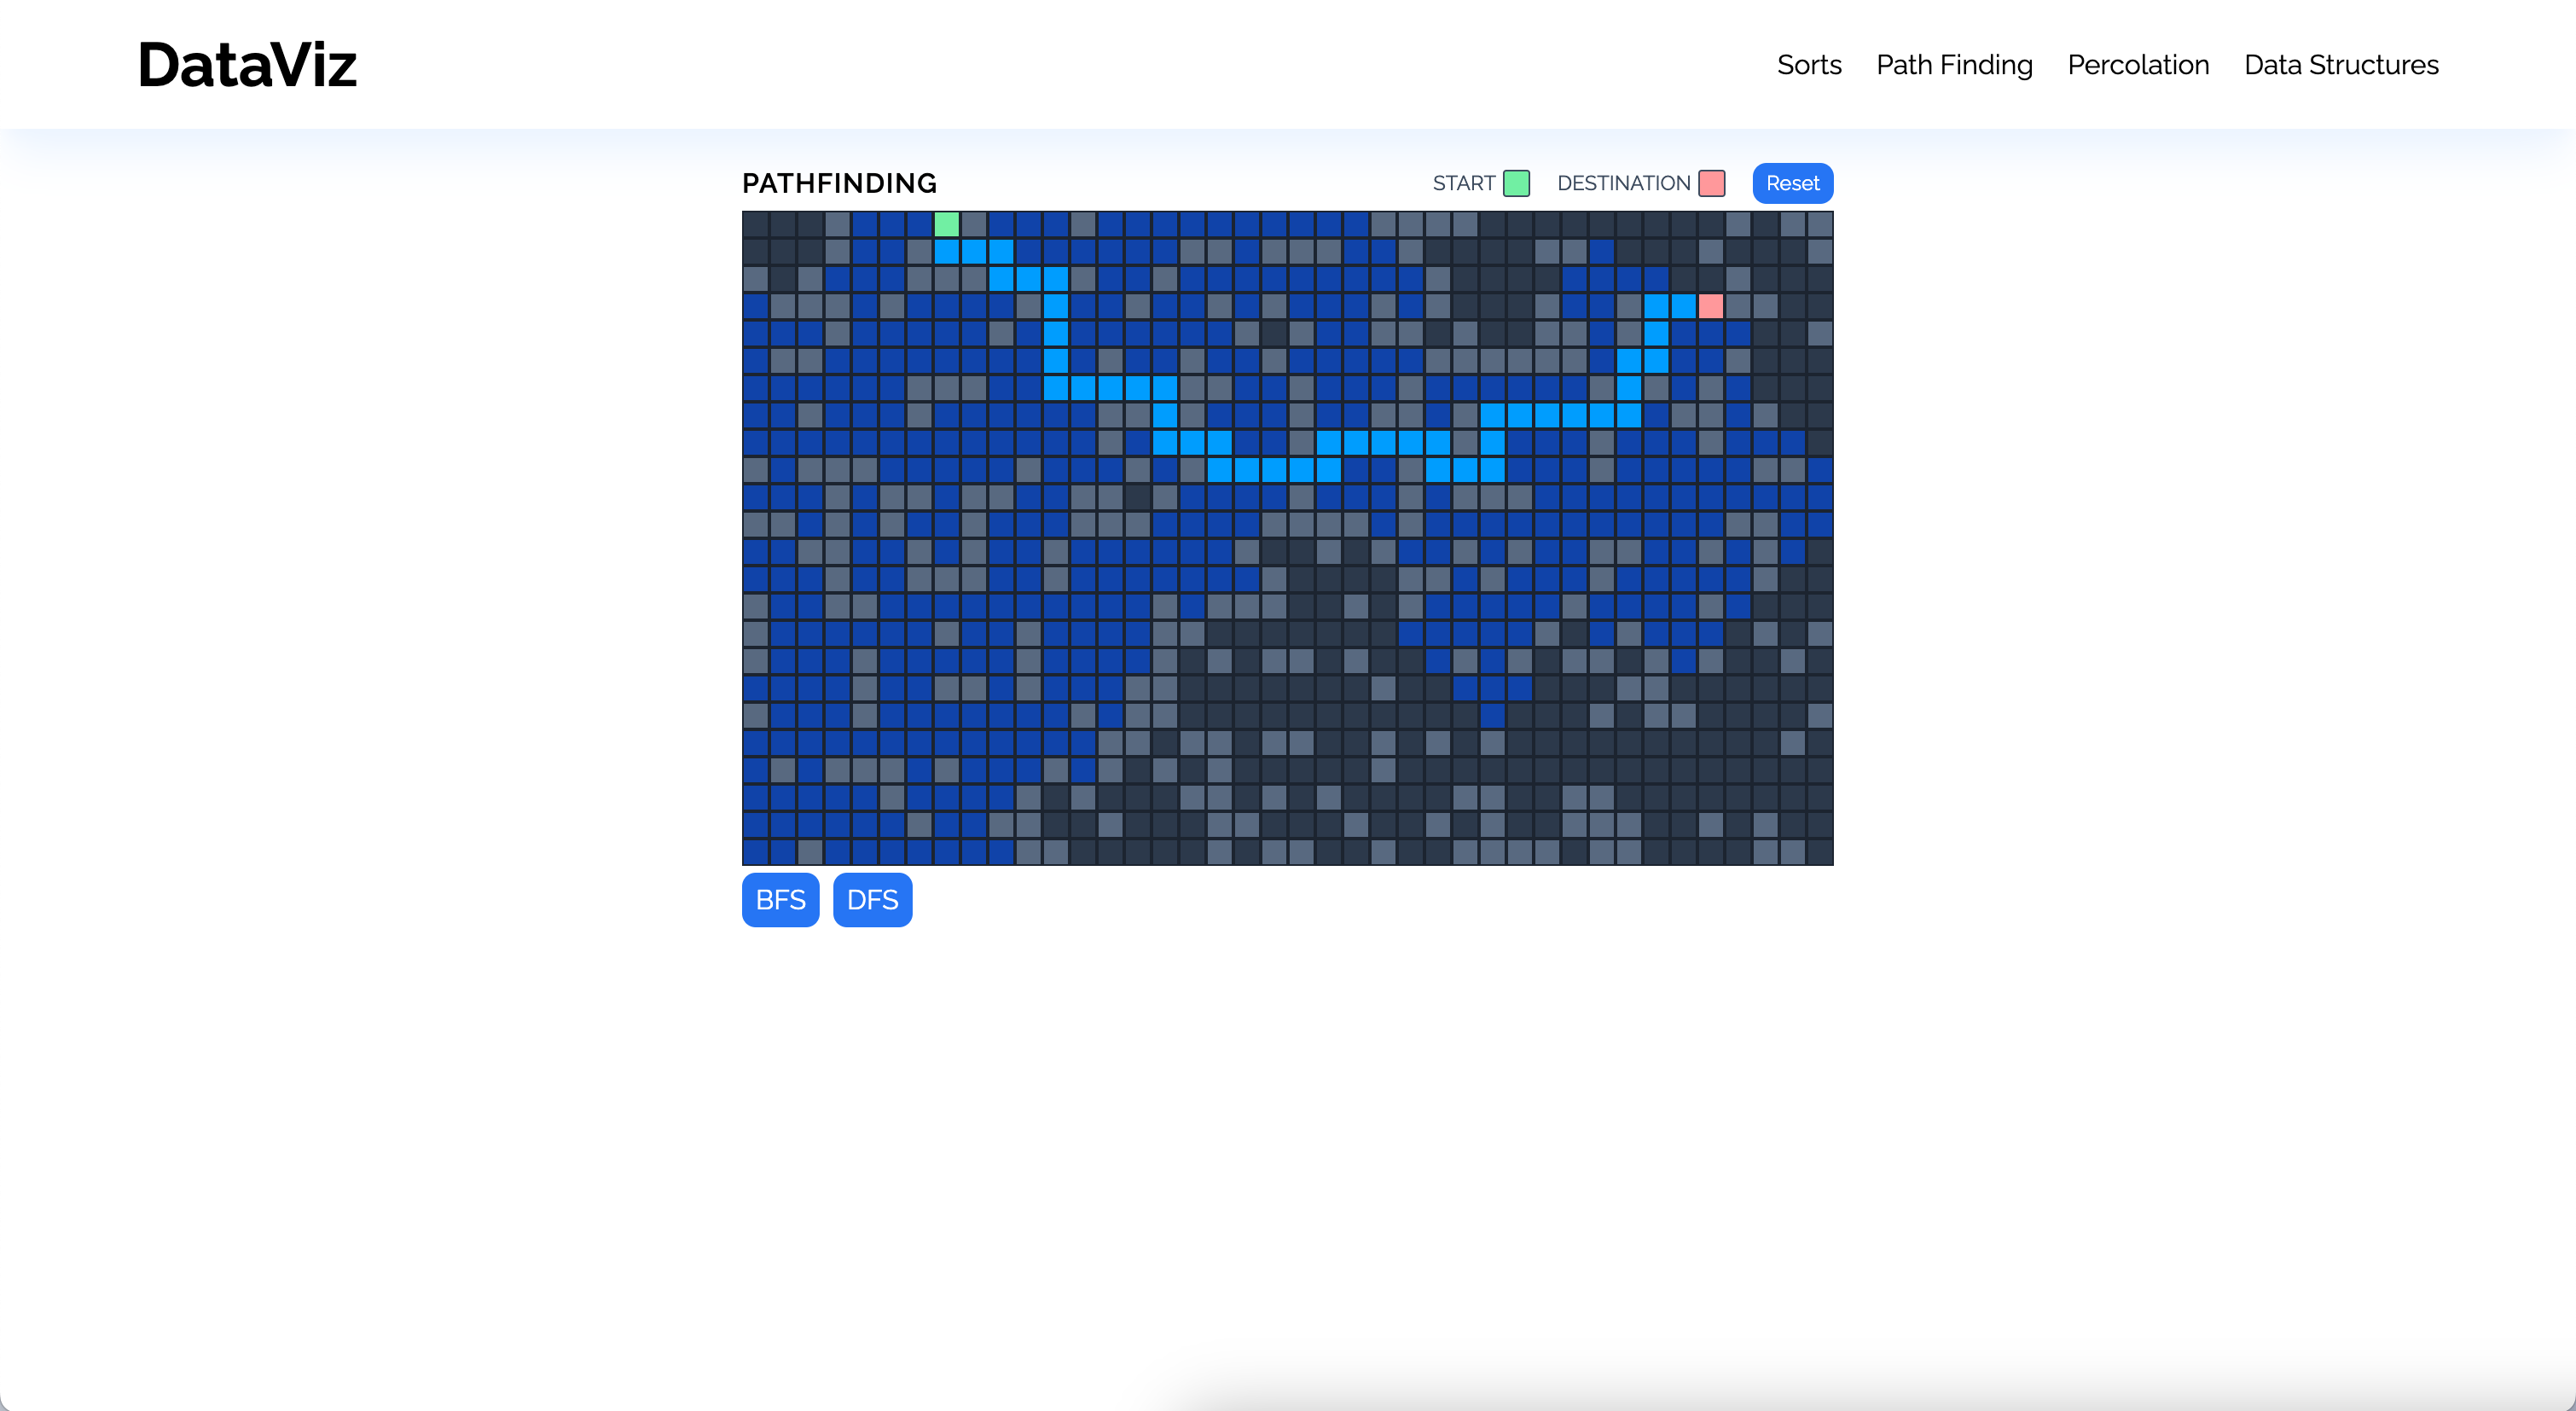 DataViz
Sorts Path Finding Percolation Data Structures
PATHFINDING
START DESTINATION Reset
BFS DFS